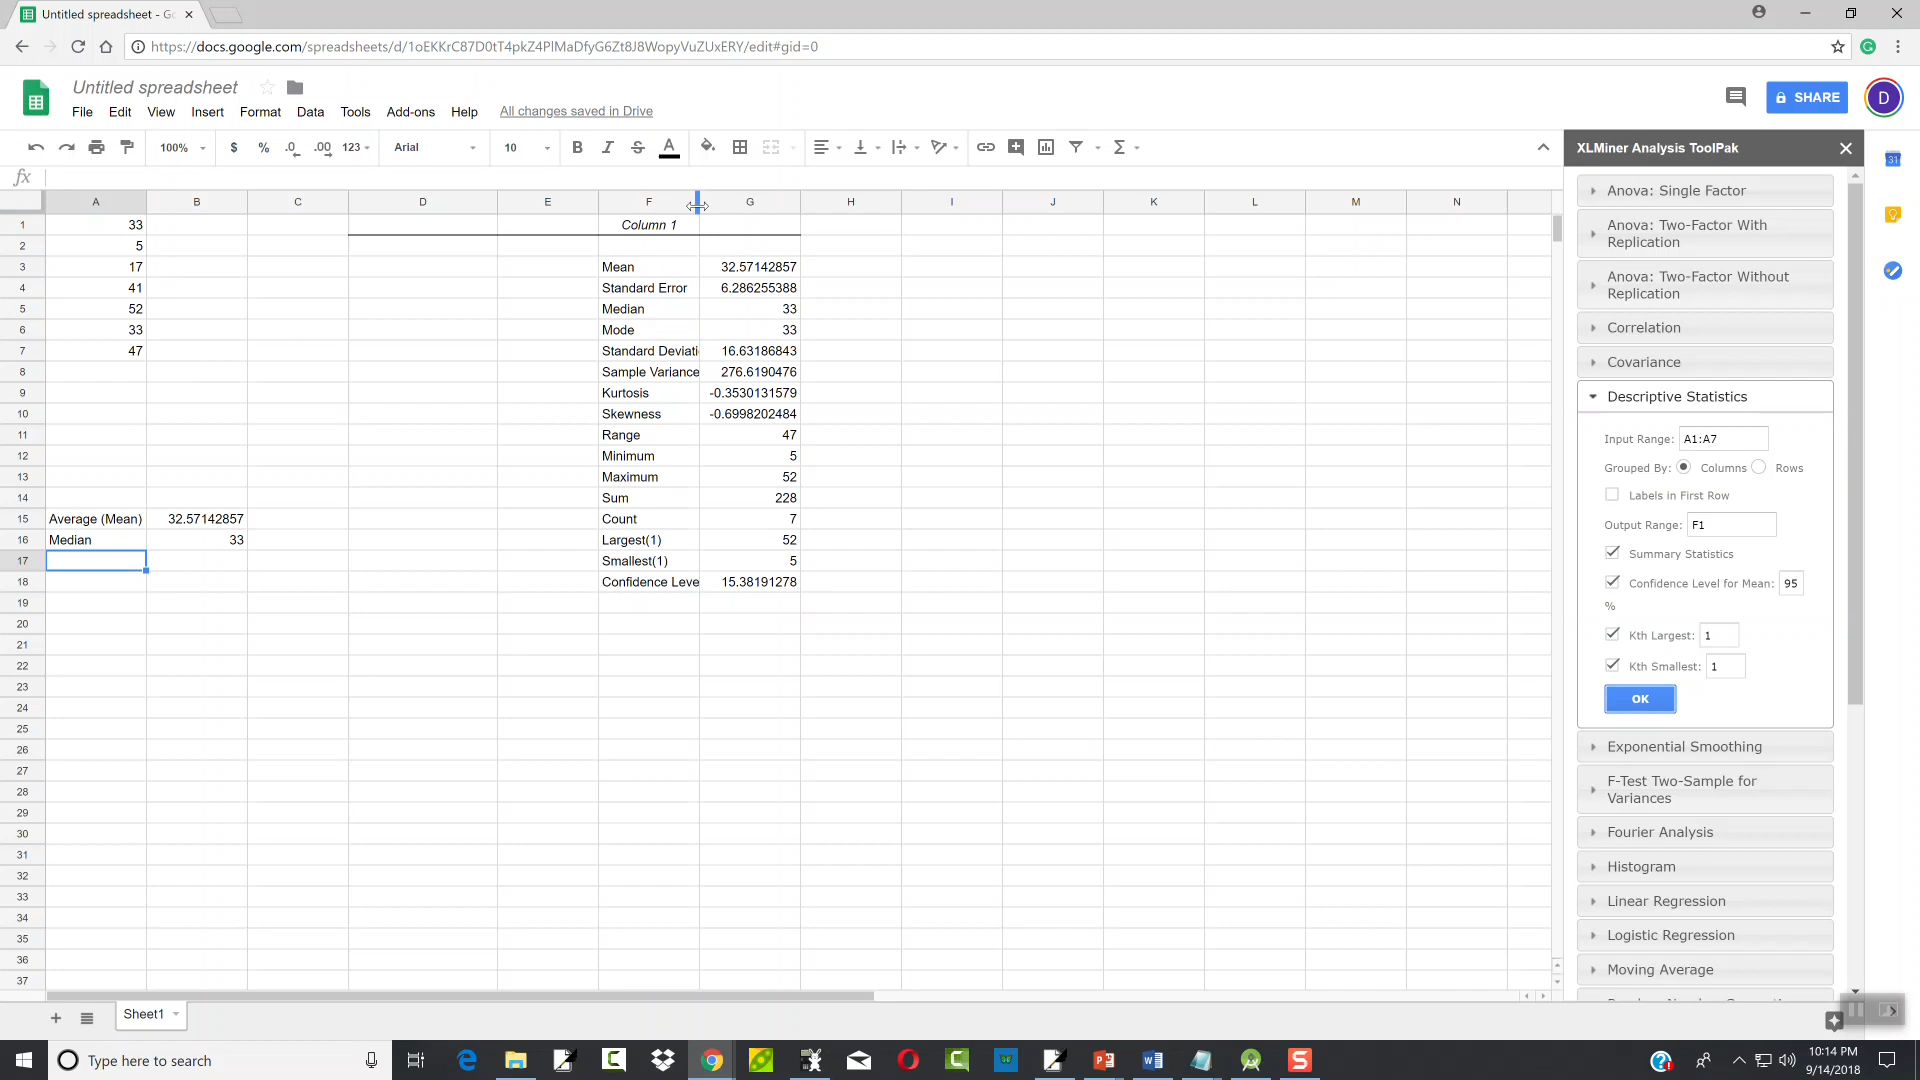 Untitled spreadsheet - Go
https://docs.google.com/spreadsheets/d/1oEKKrC87D0tT4pkZ4PlMaDfyG6Zt8J8WopyVuZUxERY/edit#gid=0
Untitled spreadsheet
File Edit View Insert Format Data Tools Add-ons Help All changes saved in Drive
SHARE
D
100% $ % .0 .00 123 Arial 10 B I S A Σ
fx
XLMiner Analysis ToolPak
A B C D E F G H I J K L M N
1 33 Column 1
2 5
3 17 Mean 32.57142857
4 41 Standard Error 6.286255388
5 52 Median 33
6 33 Mode 33
7 47 Standard Deviati 16.63186843
8 Sample Variance 276.6190476
9 Kurtosis -0.3530131579
10 Skewness -0.6998202484
11 Range 47
12 Minimum 5
13 Maximum 52
14 Sum 228
15 Average (Mean) 32.57142857 Count 7
16 Median 33 Largest(1) 52
17 Smallest(1) 5
18 Confidence Leve 15.38191278
19
20
21
22
23
24
25
26
27
28
29
30
31
32
33
34
35
36
37
Anova: Single Factor
Anova: Two-Factor With
Replication
Anova: Two-Factor Without
Replication
Correlation
Covariance
Descriptive Statistics
Input Range: A1:A7
Grouped By: Columns Rows
Labels in First Row
Output Range: F1
Summary Statistics
Confidence Level for Mean: 95
%
Kth Largest: 1
Kth Smallest: 1
OK
Exponential Smoothing
F-Test Two-Sample for
Variances
Fourier Analysis
Histogram
Linear Regression
Logistic Regression
Moving Average
31
Sheet1
Type here to search
10:14 PM
9/14/2018